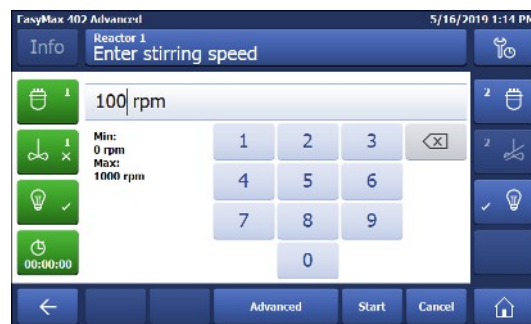 EasyMax 402 Advanced 5/16/2019 1:14 PM
Info
Reactor 1
Enter stirring speed
1
100 rpm
2
1
Min:
0 rpm
Max:
1000 rpm
1 2 3
2
4 5 6
7 8 9
00:00:00
0
Advanced Start Cancel